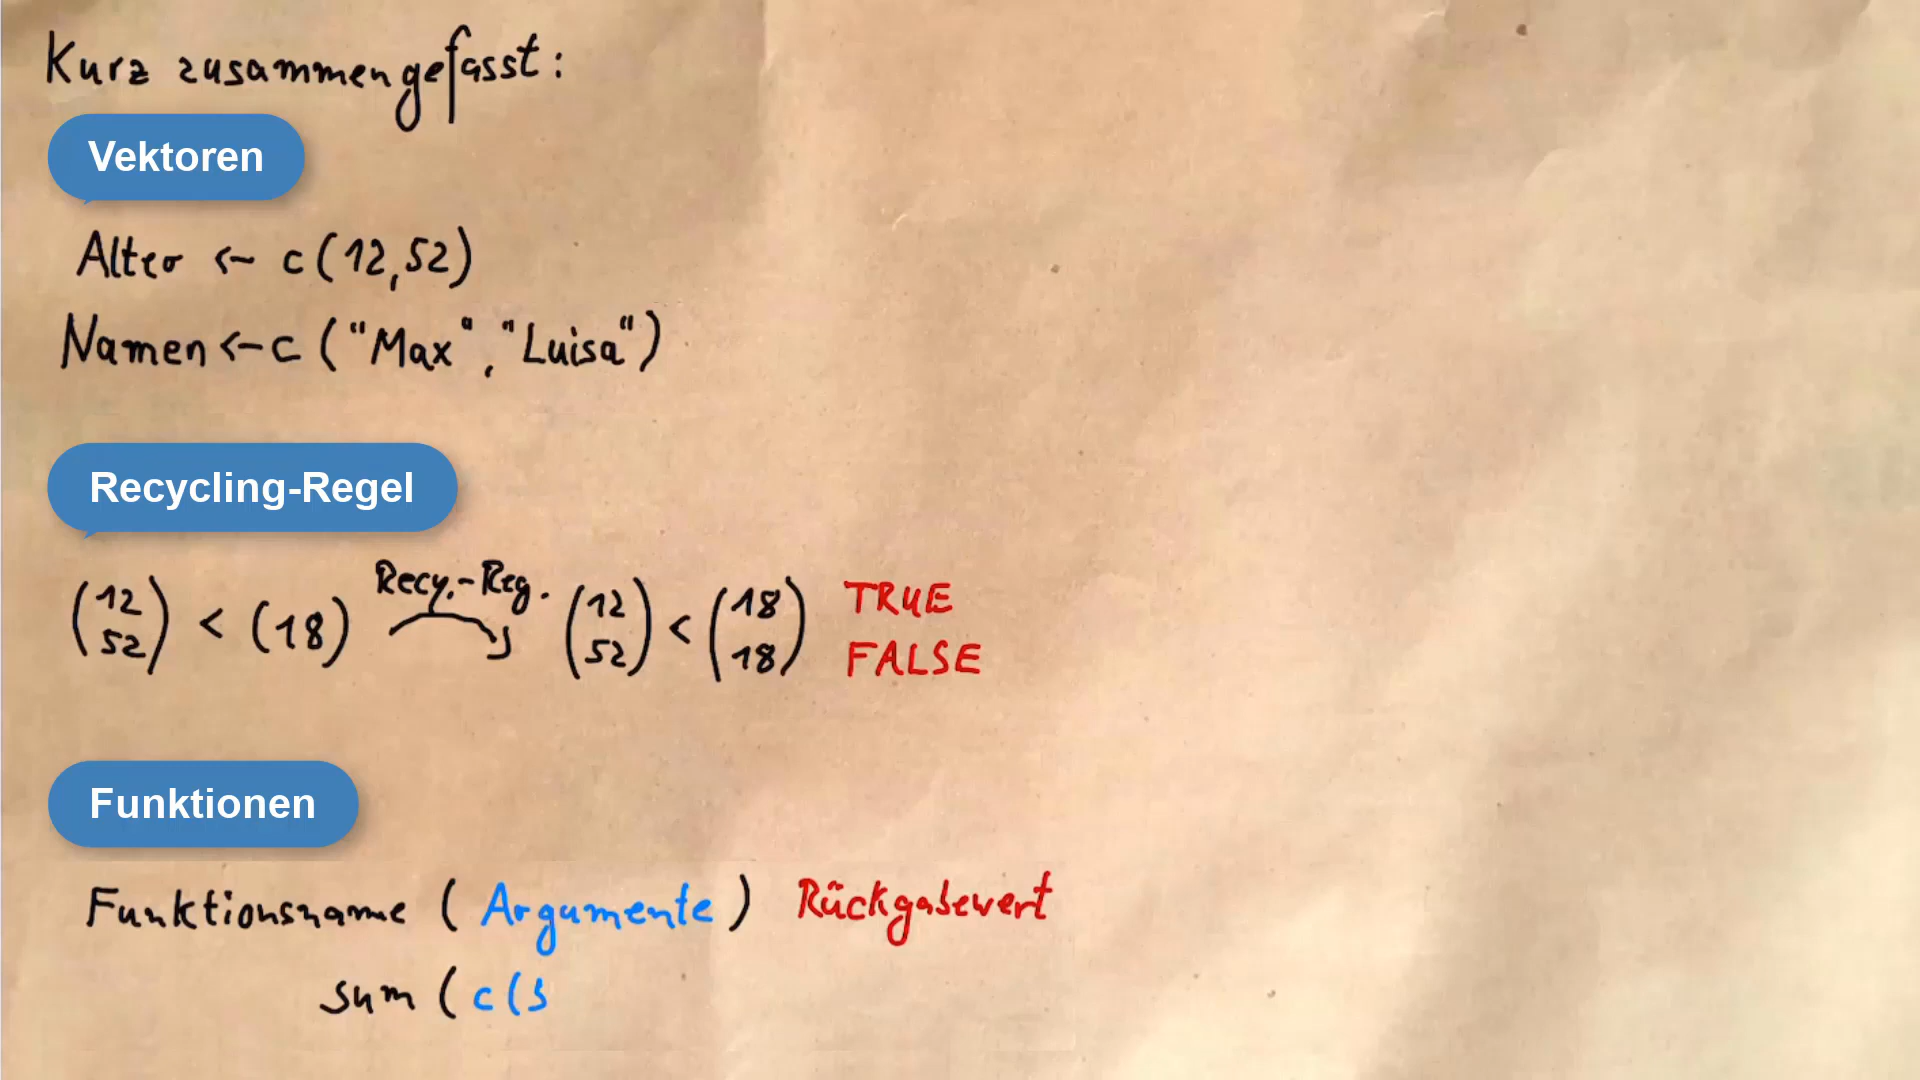 Kurz zusammengefasst:
Vektoren
Alter <- c(12,52)
Namen <- c ("Max", "Luisa")
Recycling-Regel
Recy.-Reg.
(12 52) < (18) (12 52) < (18 18) TRUE FALSE
Funktionen
Funktionsname ( Argumente ) Rückgabewert
sum ( c(